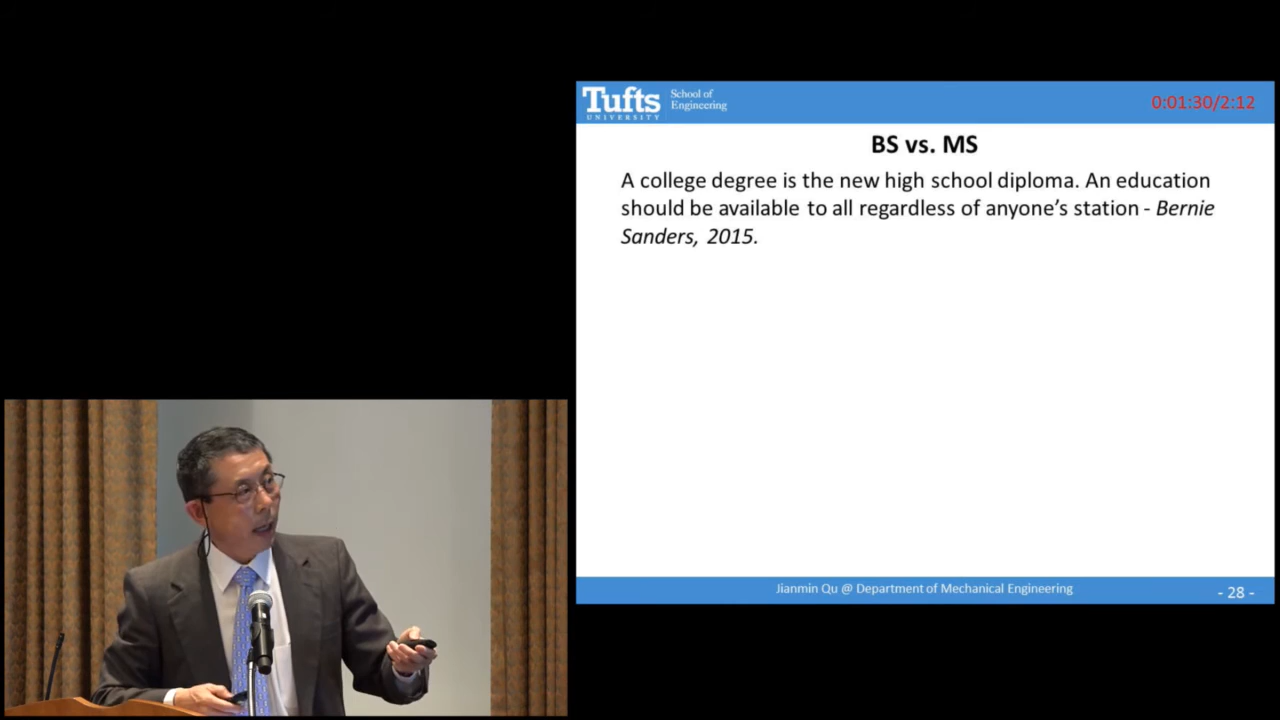 Tufts
UNIVERSITY
School of
Engineering
0:01:30/2:12
BS vs. MS
A college degree is the new high school diploma. An education
should be available to all regardless of anyone’s station - Bernie
Sanders, 2015.
Jianmin Qu @ Department of Mechanical Engineering
- 28 -